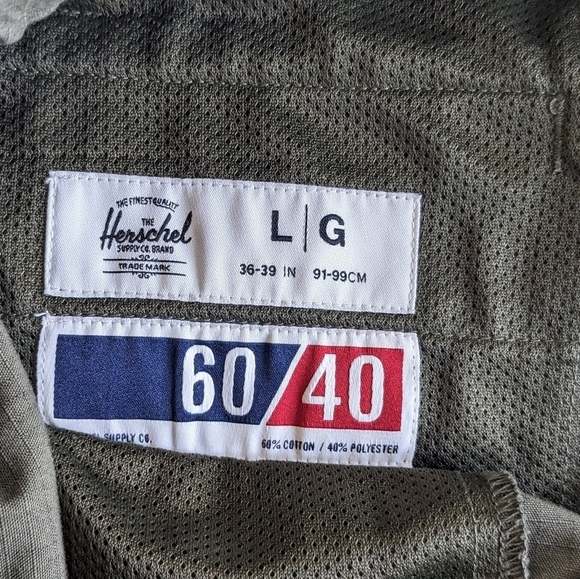 THE FINEST QUALITY
THE
Herschel
SUPPLY CO. BRAND
TRADE MARK
L | G
36-39 IN 91-99CM
60/40
SUPPLY CO.
60% COTTON / 40% POLYESTER